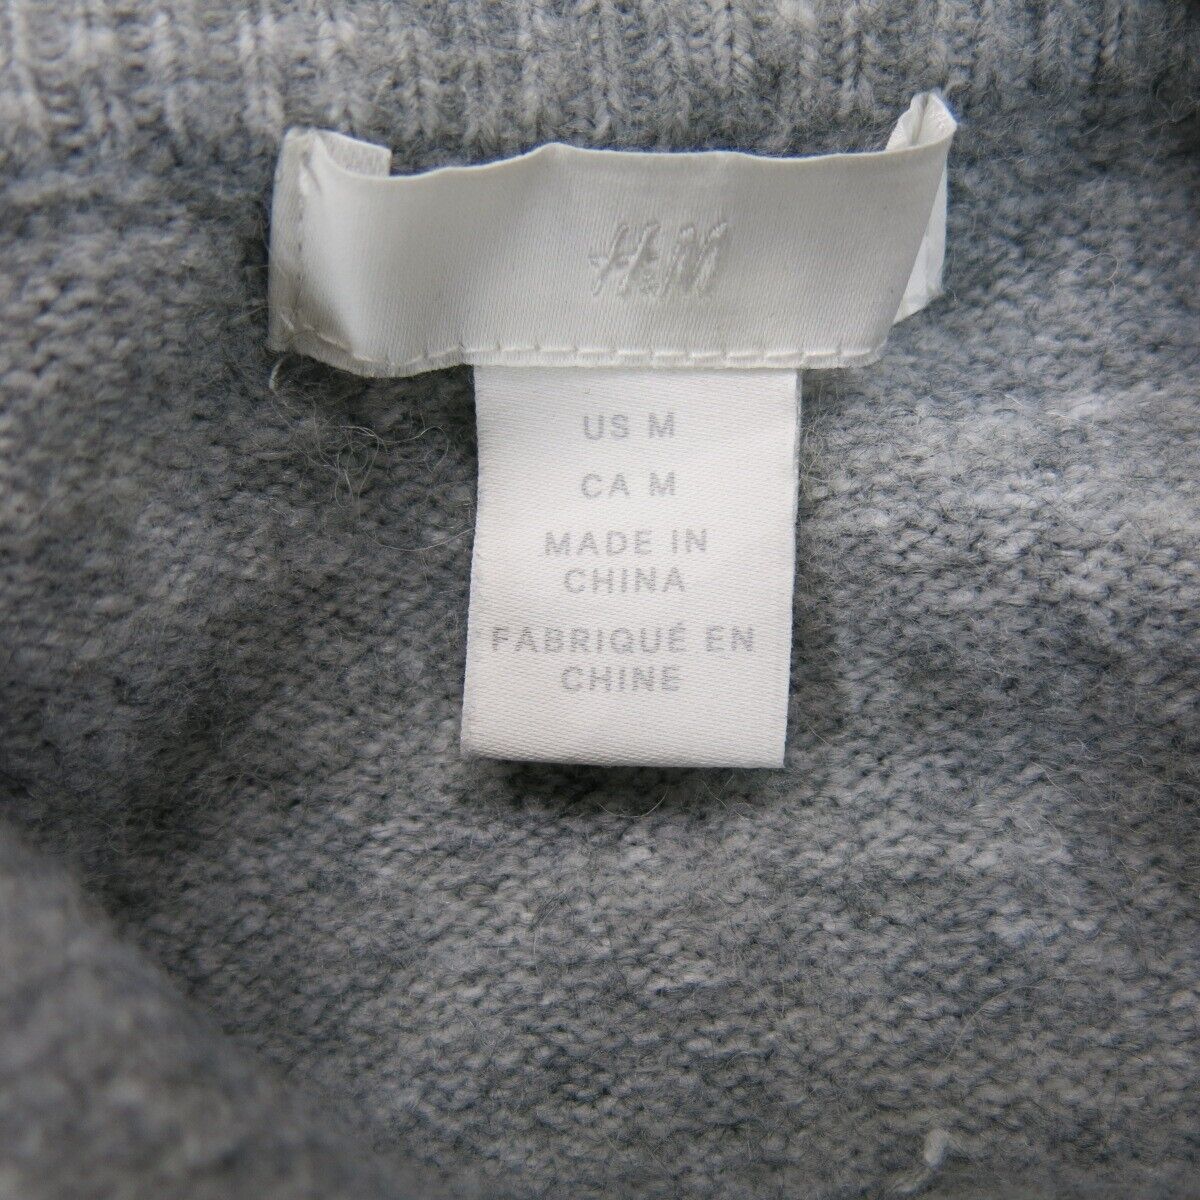 H&M
US M
CA M
MADE IN
CHINA
FABRIQUÉ EN
CHINE